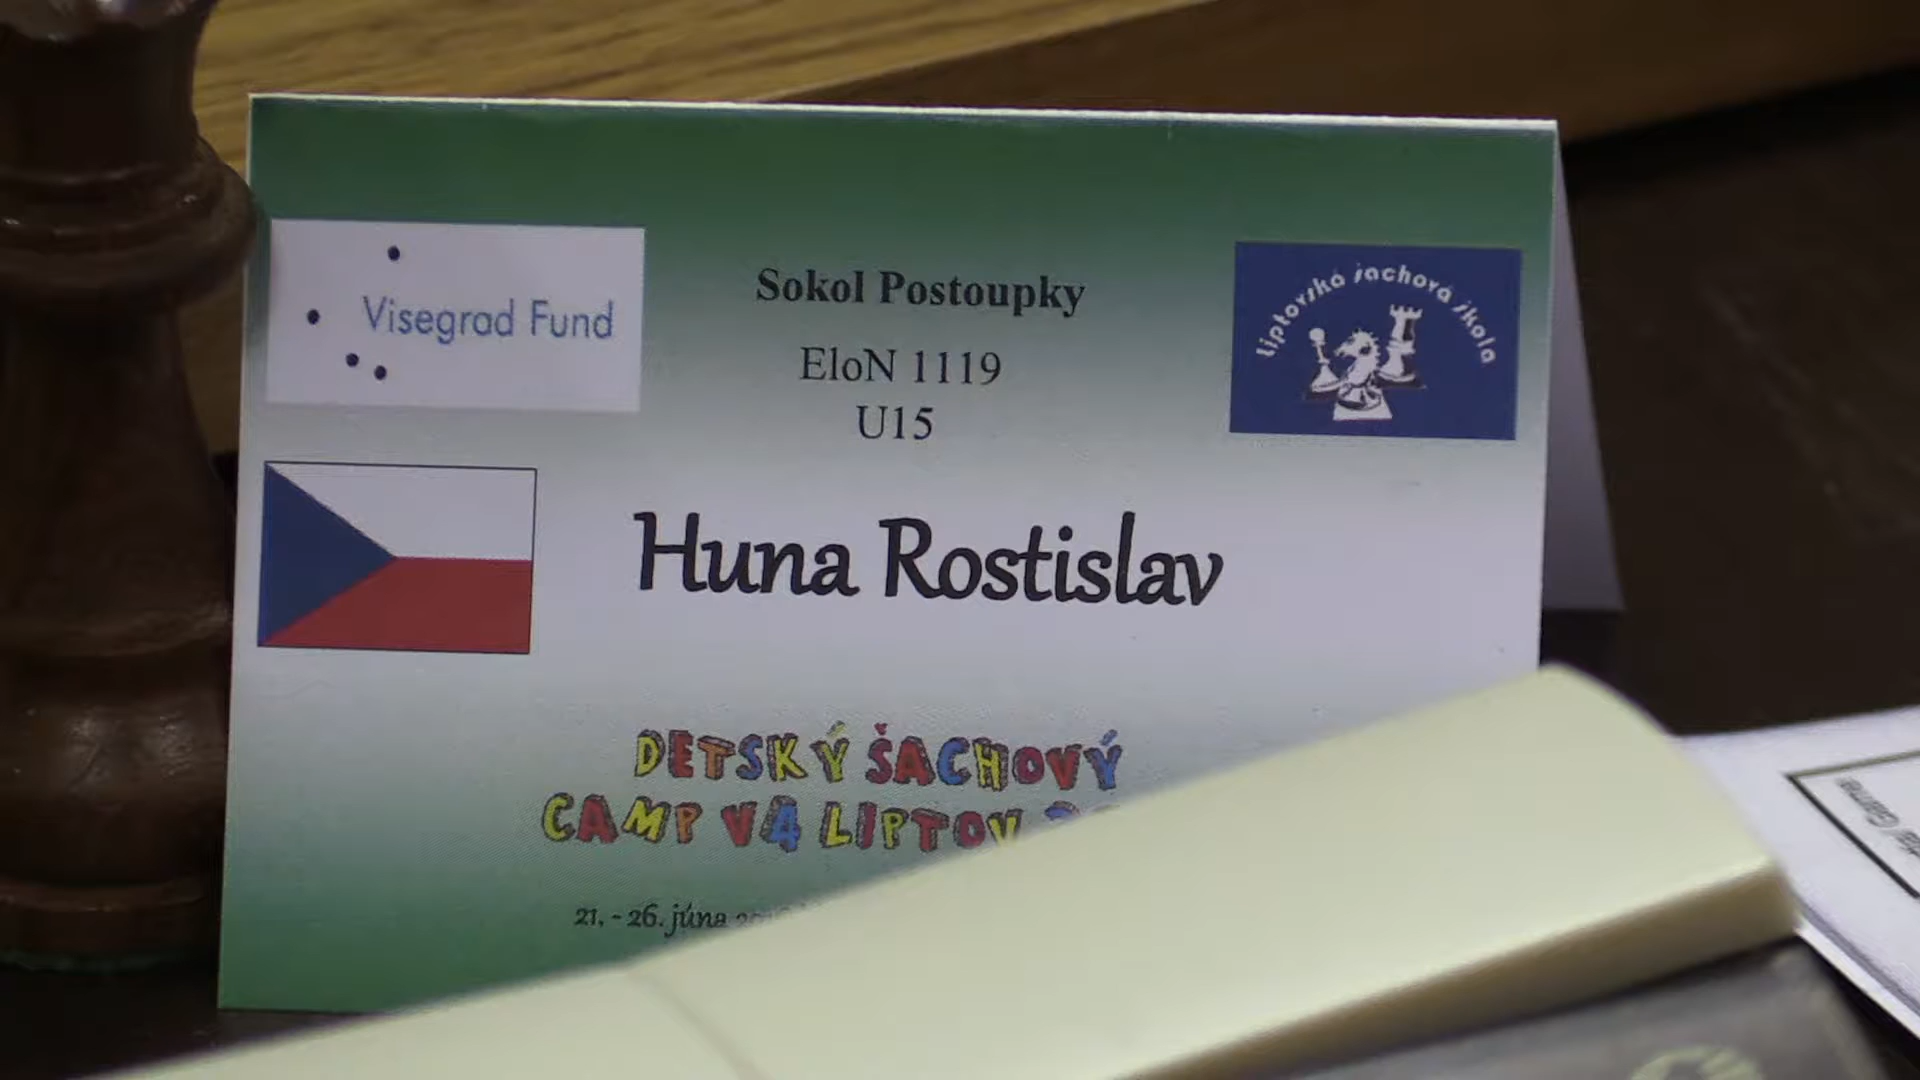 Visegrad Fund
Sokol Postoupky
EloN 1119
U15
liptovská šachová škola
Huna Rostislav
DETSKÝ ŠACHOVÝ
CAMP V4 LIPTOV
21. - 26. júna